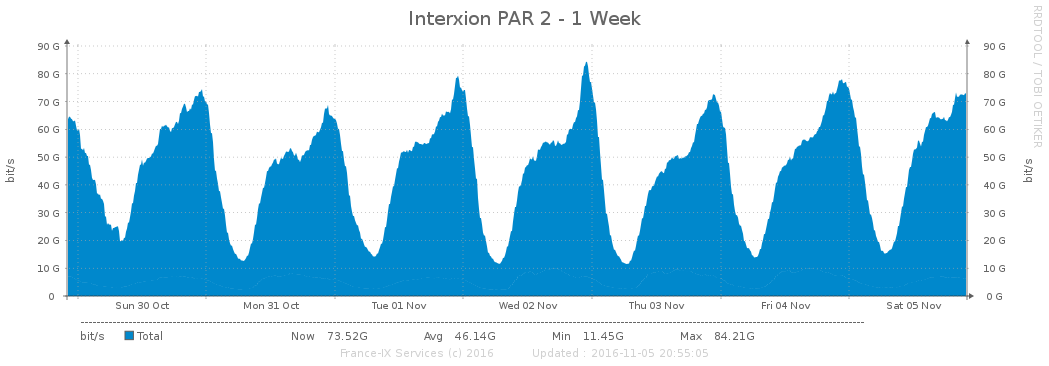 Interxion PAR 2 - 1 Week
RRDTOOL / TOBI OETIKER
90 G 90 G
80 G 80 G
70 G 70 G
60 G 60 G
50 G 50 G
40 G 40 G
30 G 30 G
20 G 20 G
10 G 10 G
0 0 G
bit/s
bit/s
Sun 30 Oct Mon 31 Oct Tue 01 Nov Wed 02 Nov Thu 03 Nov Fri 04 Nov Sat 05 Nov
bit/s Total Now 73.52G Avg 46.14G Min 11.45G Max 84.21G
France-IX Services (c) 2016 Updated : 2016-11-05 20:55:05